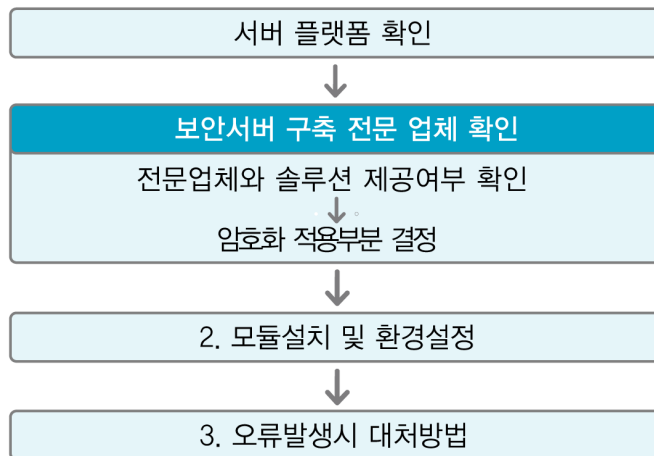 서버 플랫폼 확인
보안서버 구축 전문 업체 확인
전문업체와 솔루션 제공여부 확인
암호화 적용부분 결정
2. 모듈설치 및 환경설정
3. 오류발생시 대처방법